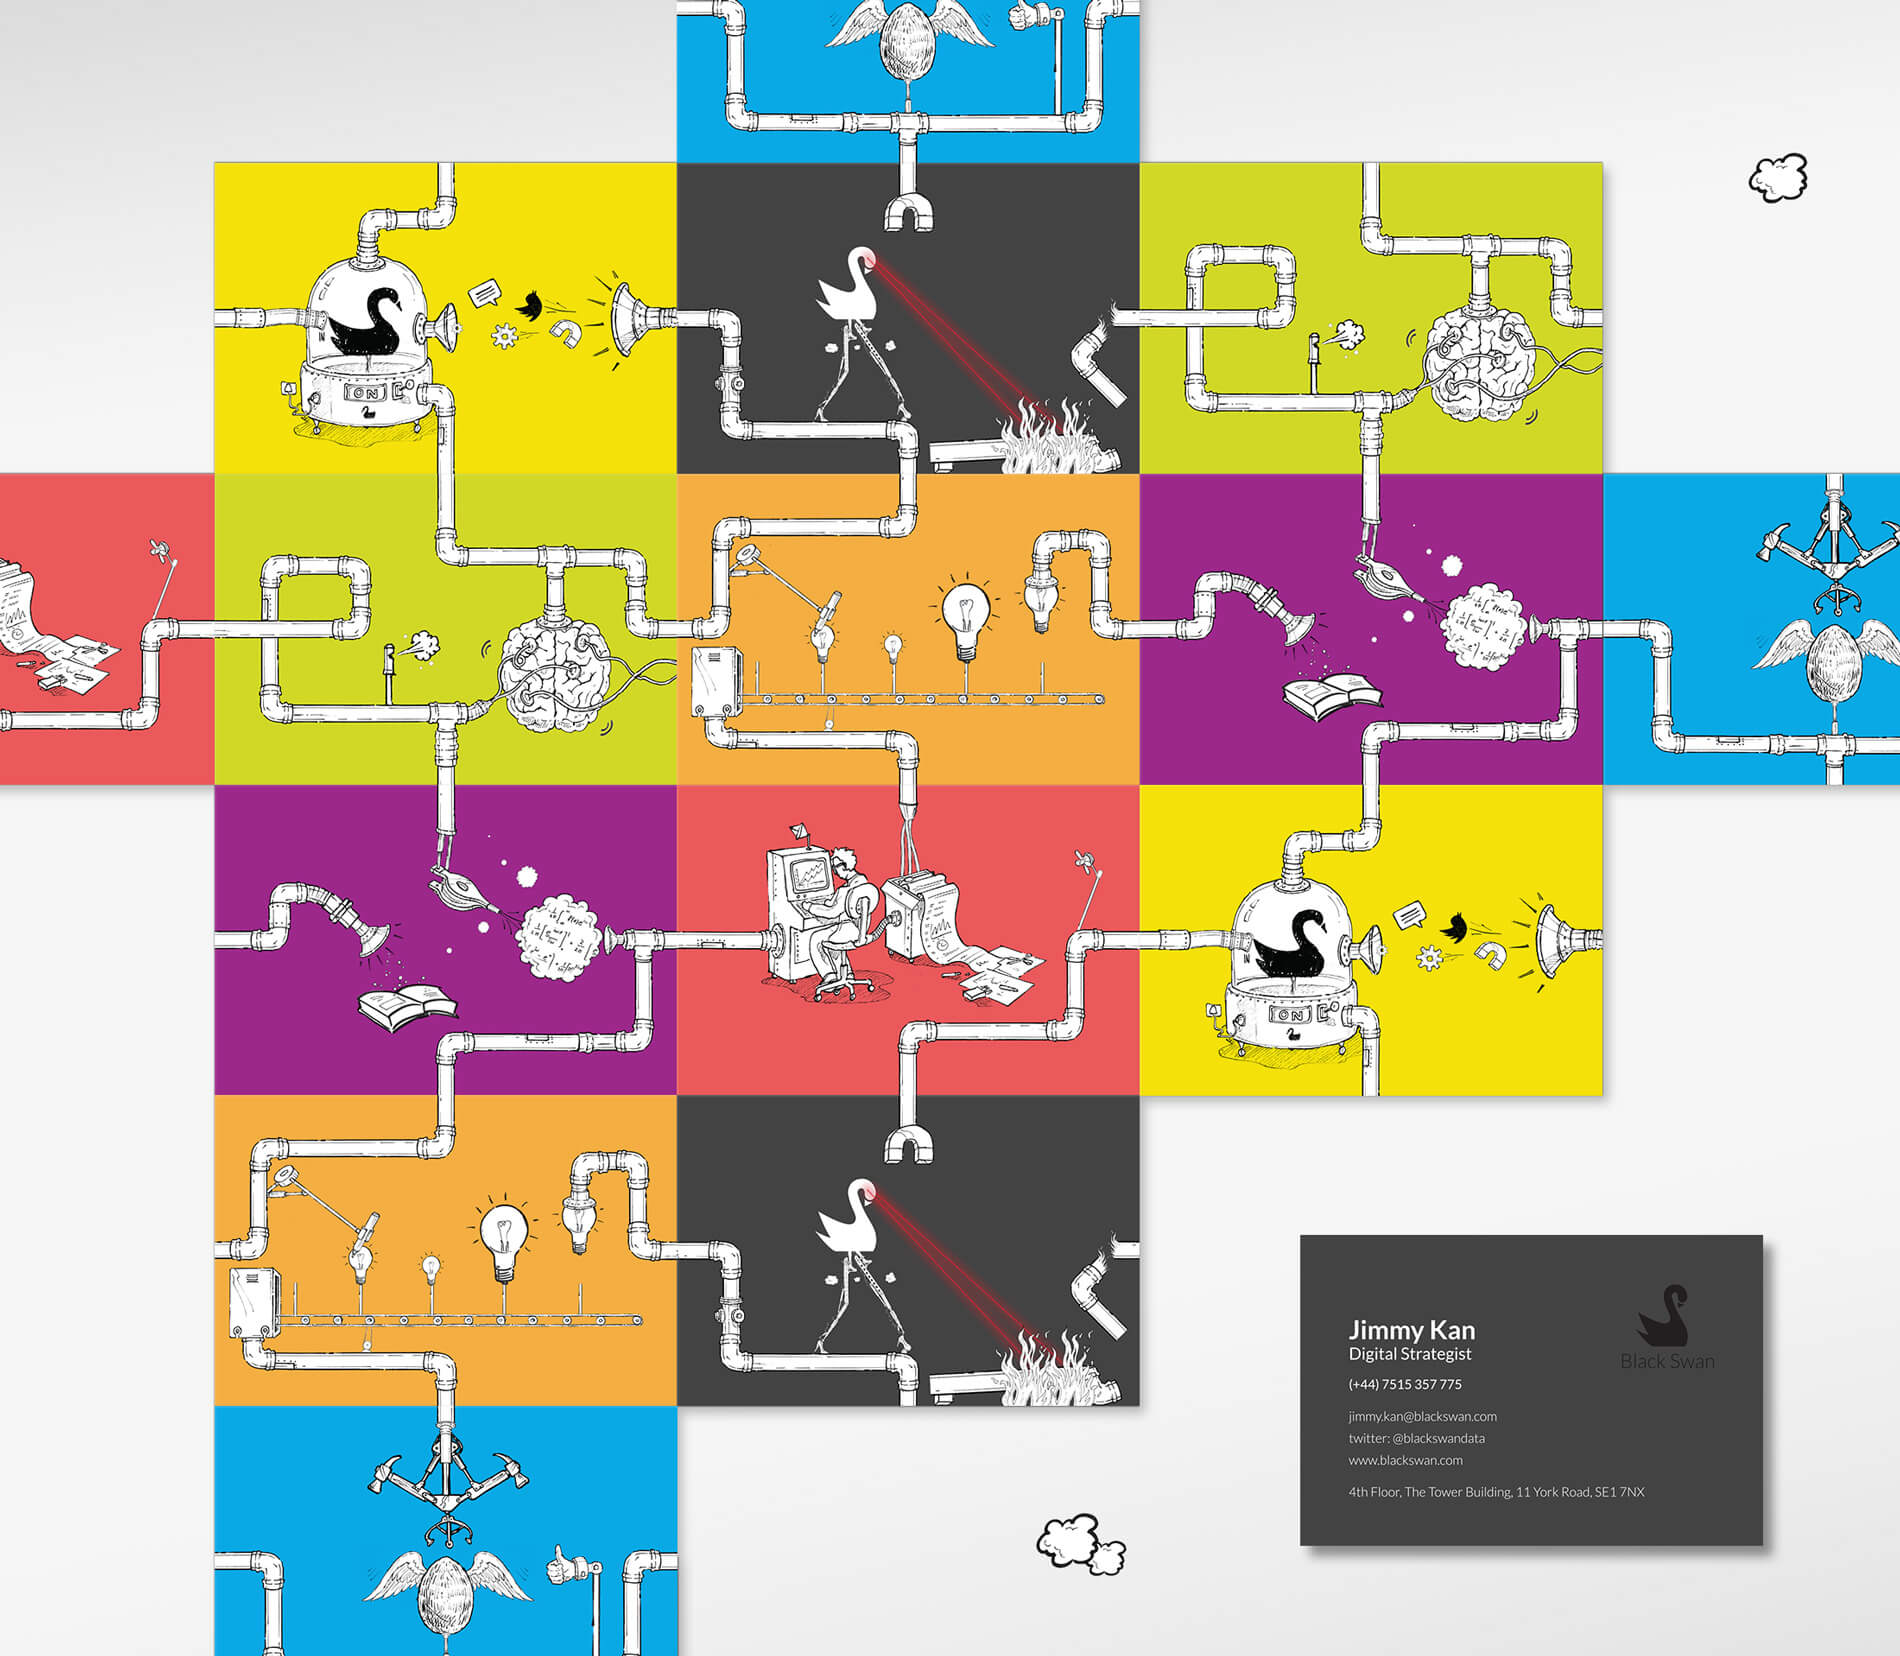 ON
ON
Jimmy Kan
Digital Strategist
Black Swan
(+44) 7515 357 775
jimmy.kan@blackswan.com
twitter: @blackswandata
www.blackswan.com
4th Floor, The Tower Building, 11 York Road, SE1 7NX